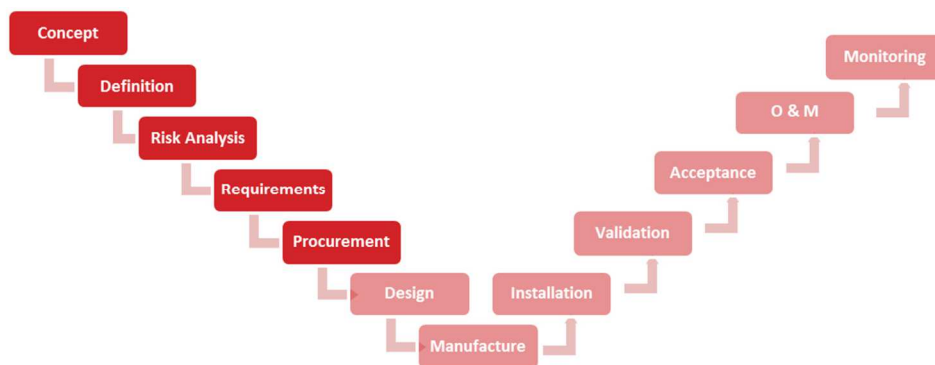 Concept
Definition
Risk Analysis
Requirements
Procurement
Design
Manufacture
Installation
Validation
Acceptance
O & M
Monitoring